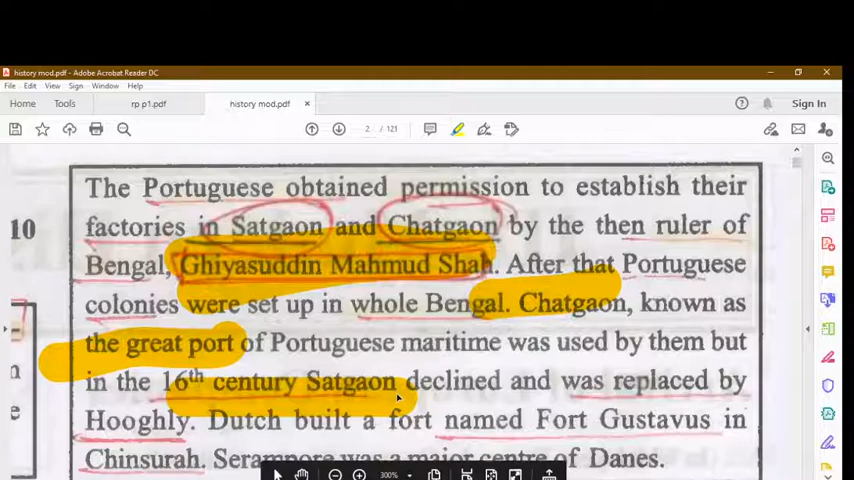 history mod.pdf - Adobe Acrobat Reader DC
File Edit View Sign Window Help
Home Tools rp p1.pdf history mod.pdf × Sign In
2 / 121
The Portuguese obtained permission to establish their
10 factories in Satgaon and Chatgaon by the then ruler of
Bengal, Ghiyasuddin Mahmud Shah. After that Portuguese
colonies were set up in whole Bengal. Chatgaon, known as
the great port of Portuguese maritime was used by them but
in the 16th century Satgaon declined and was replaced by
Hooghly. Dutch built a fort named Fort Gustavus in
Chinsurah. Serampore was a major centre of Danes.
300%